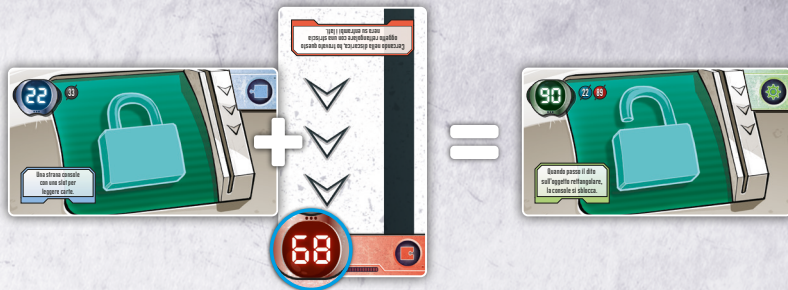 22
33
Una strana console
con uno slot per
leggere carte.
+
Cercando nella discarica, ho trovato questo
oggetto rettangolare con una striscia
nera su entrambi i lati.
89
=
90
22 89
Quando passo il dito
sull'oggetto rettangolare,
la console si sblocca.